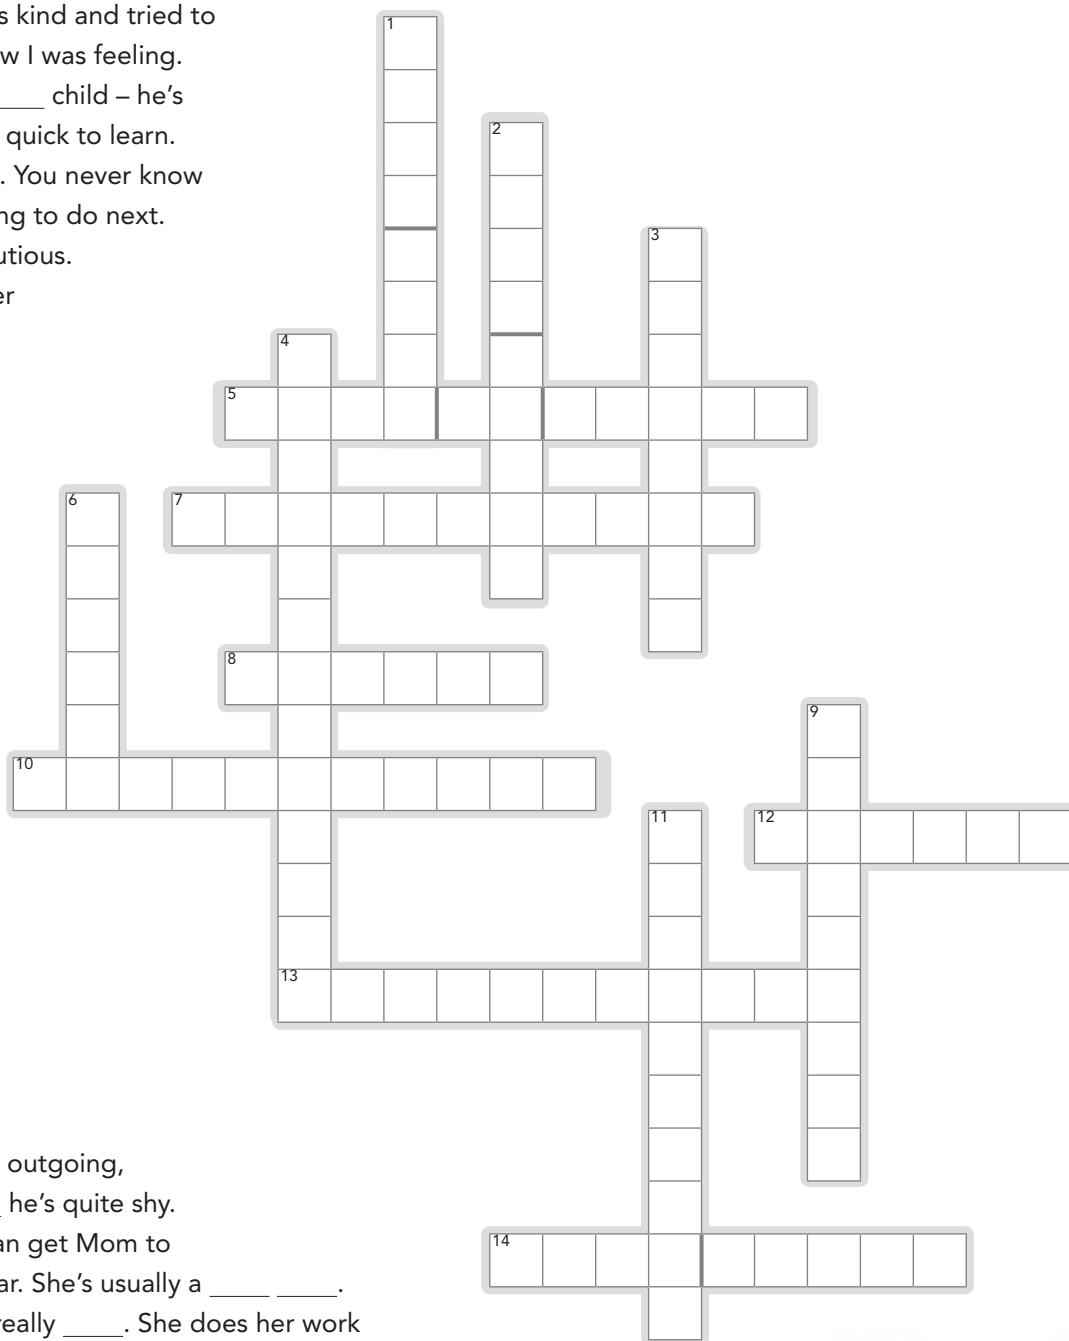 s kind and tried to
w I was feeling.
____ child – he's
quick to learn.
. You never know
ng to do next.
utious.
er
1
2
3
4
5
6
7
8
9
10
11
12
13
14
outgoing,
_ he's quite shy.
an get Mom to
ar. She's usually a ____ ____.
really ____. She does her work